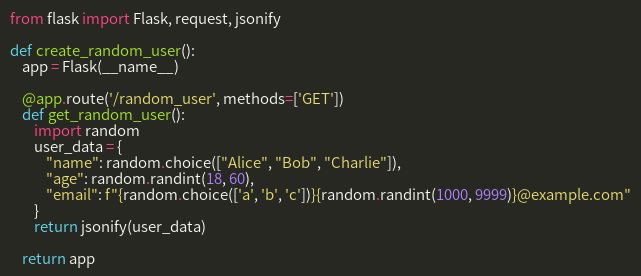 from flask import Flask, request, jsonify

def create_random_user():
    app = Flask(__name__)

    @app.route('/random_user', methods=['GET'])
    def get_random_user():
        import random
        user_data = {
            "name": random.choice(["Alice", "Bob", "Charlie"]),
            "age": random.randint(18, 60),
            "email": f"{random.choice(['a', 'b', 'c'])}{random.randint(1000, 9999)}@example.com"
        }
        return jsonify(user_data)

    return app